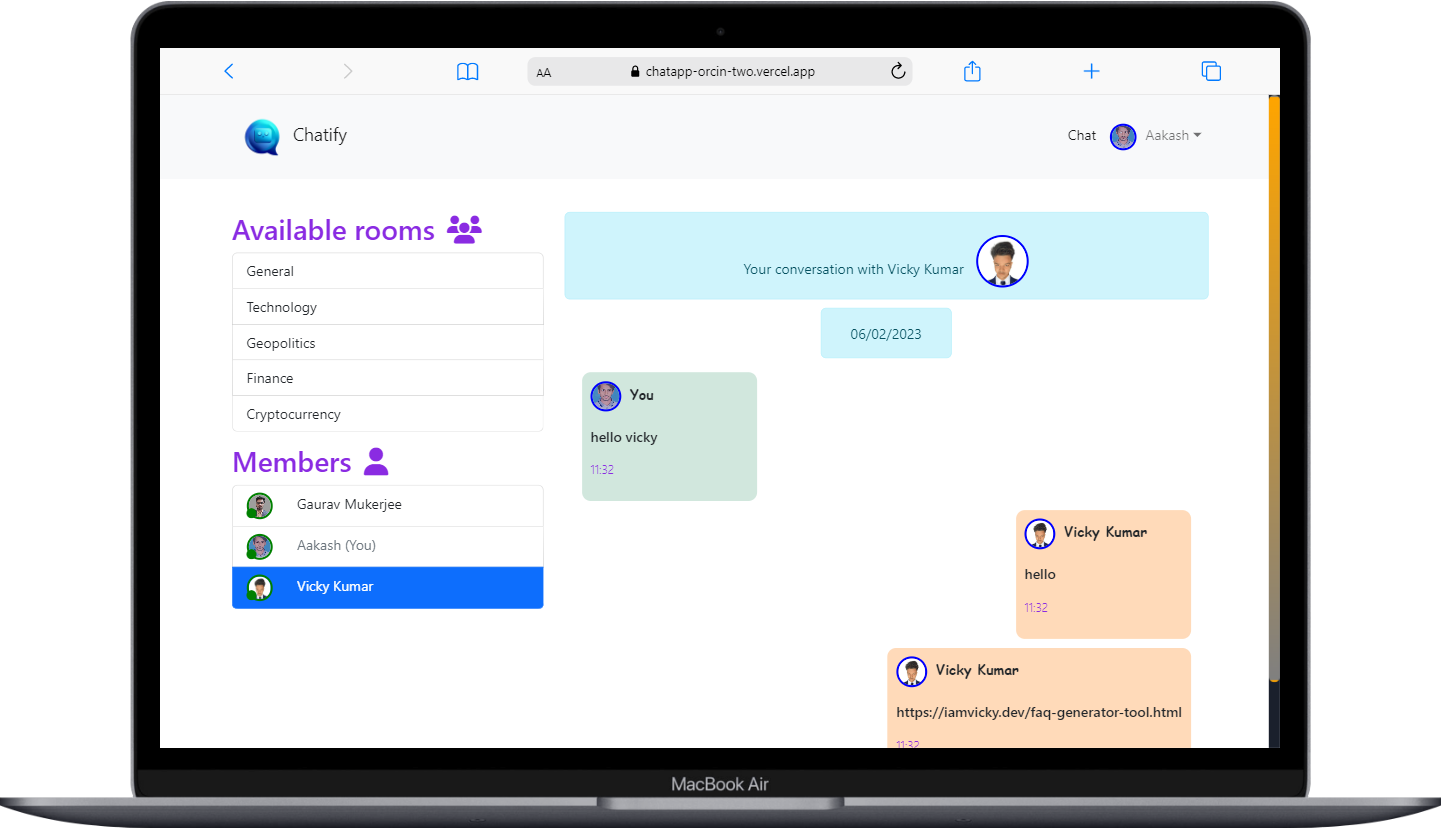 AA
chatapp-orcin-two.vercel.app
Chatify
Chat
Aakash
Available rooms
General
Technology
Geopolitics
Finance
Cryptocurrency
Members
Gaurav Mukerjee
Aakash (You)
Vicky Kumar
Your conversation with Vicky Kumar
06/02/2023
You
hello vicky
11:32
Vicky Kumar
hello
11:32
Vicky Kumar
https://iamvicky.dev/faq-generator-tool.html
11:32
MacBook Air